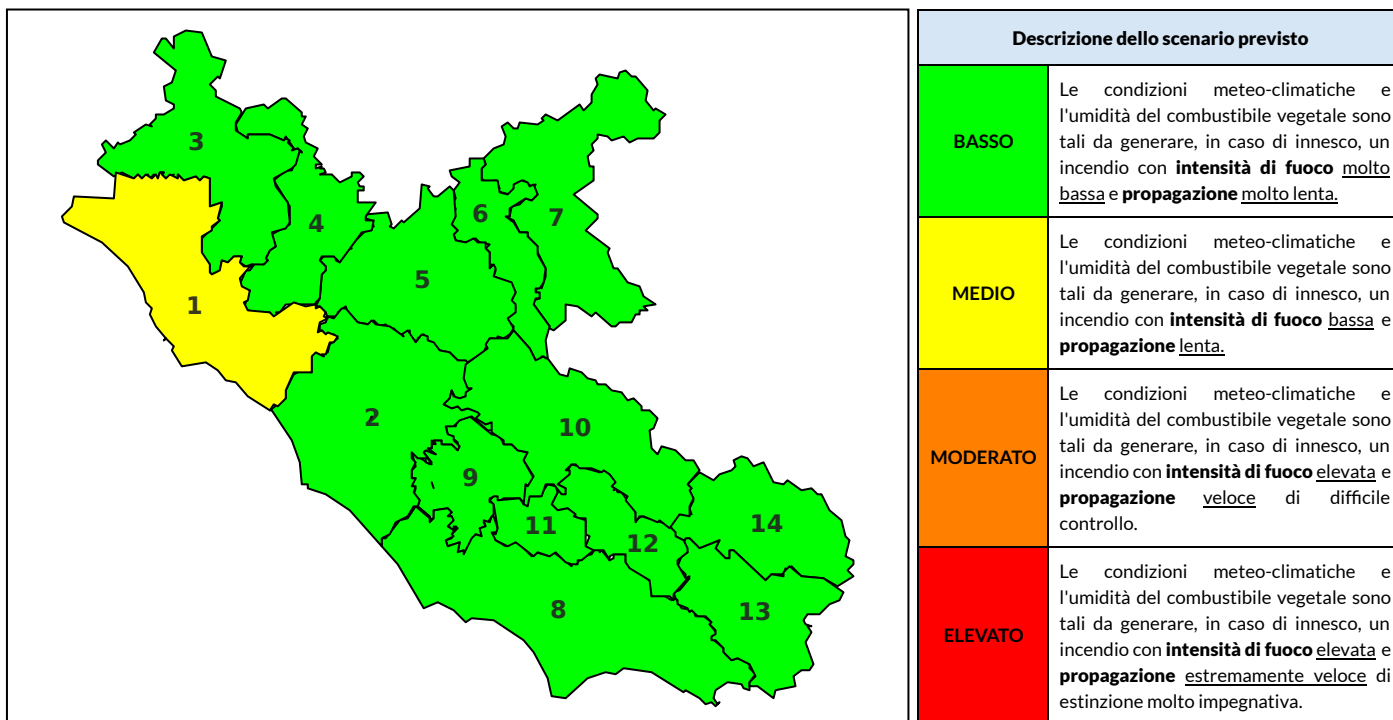 3
4
6
7
5
1
2
10
9
11
14
12
8
13
Descrizione dello scenario previsto
BASSO
Le condizioni meteo-climatiche e
l'umidità del combustibile vegetale sono
tali da generare, in caso di innesco, un
incendio con intensità di fuoco molto
bassa e propagazione molto lenta.
MEDIO
Le condizioni meteo-climatiche e
l'umidità del combustibile vegetale sono
tali da generare, in caso di innesco, un
incendio con intensità di fuoco bassa e
propagazione lenta.
MODERATO
Le condizioni meteo-climatiche e
l'umidità del combustibile vegetale sono
tali da generare, in caso di innesco, un
incendio con intensità di fuoco elevata e
propagazione veloce di difficile
controllo.
ELEVATO
Le condizioni meteo-climatiche e
l'umidità del combustibile vegetale sono
tali da generare, in caso di innesco, un
incendio con intensità di fuoco elevata e
propagazione estremamente veloce di
estinzione molto impegnativa.